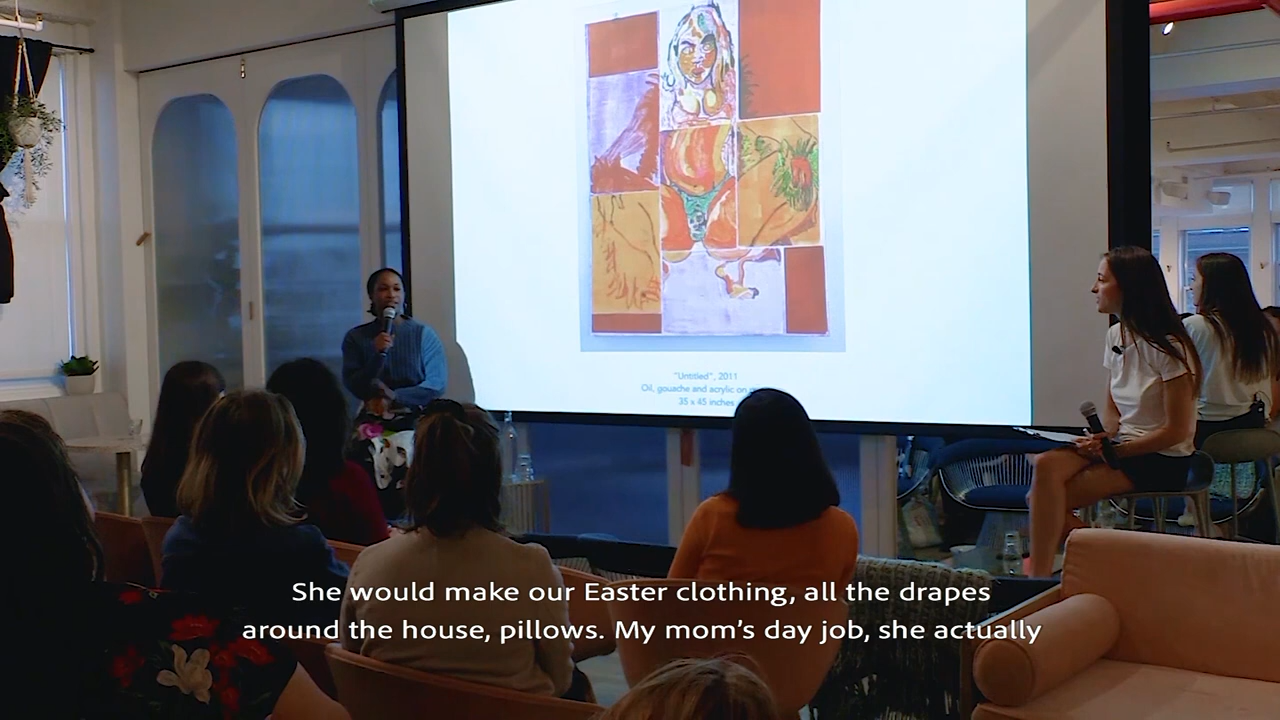 "Untitled", 2011
Oil, gouache and acrylic on
35 x 45 inches
She would make our Easter clothing, all the drapes
around the house, pillows. My mom's day job, she actually